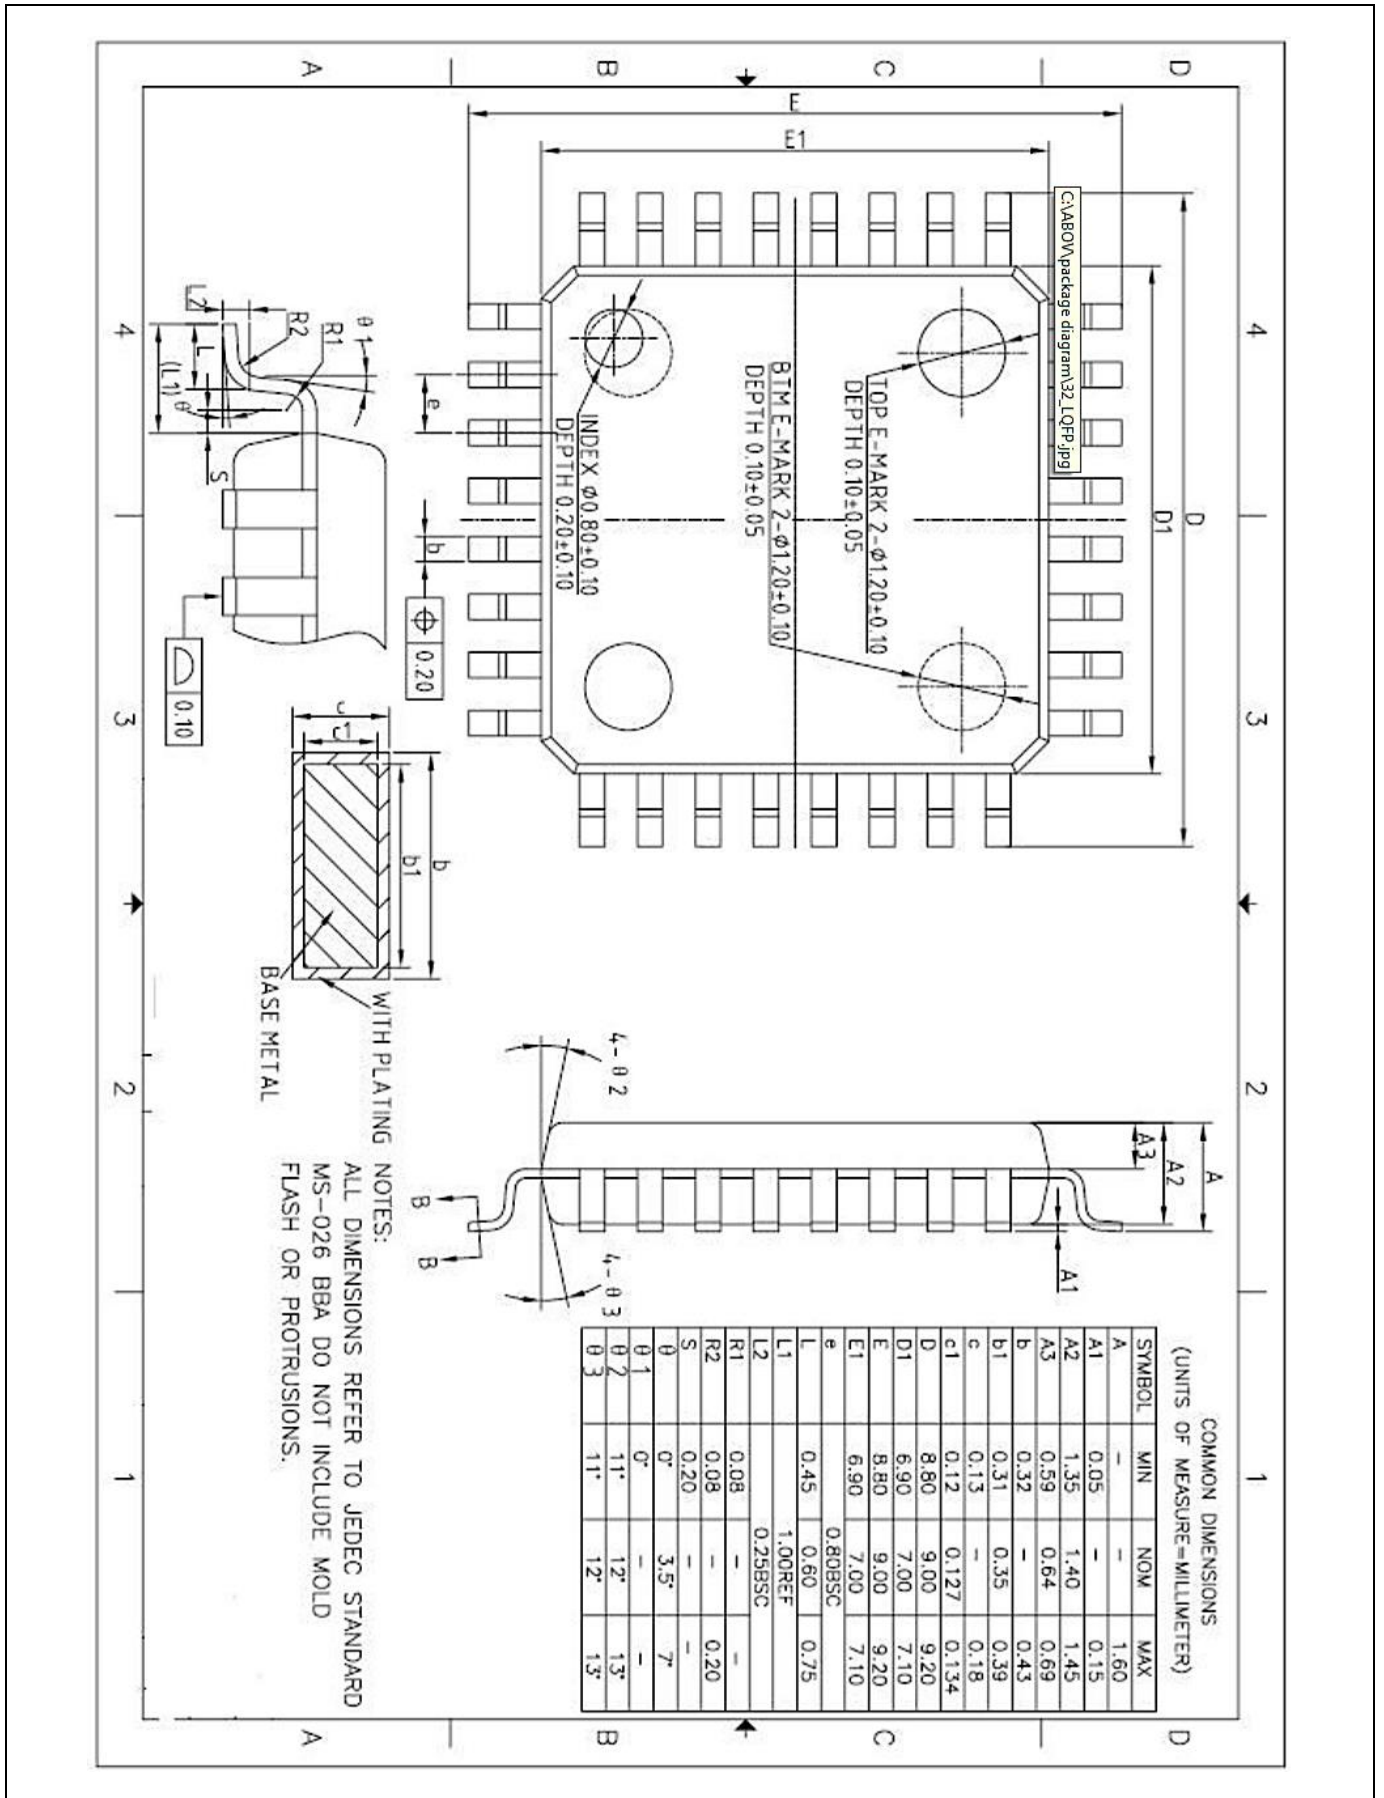 D
C
B
A
4
3
2
1
D
D1
E
E1
C:\ABOV\package diagram\32_LQFP.jpg
TOP E-MARK 2-Φ1.20±0.10
DEPTH 0.10±0.05
BTM E-MARK 2-Φ1.20±0.10
DEPTH 0.10±0.05
INDEX Φ0.80±0.10
DEPTH 0.20±0.10
e
b
0.20
θ1
R1
R2
L2
L
(L1)
θ
S
0.10
A
A2
A3
A1
4-θ2
4-θ3
B
B
c
c1
b
b1
WITH PLATING
BASE METAL
COMMON DIMENSIONS
(UNITS OF MEASURE=MILLIMETER)
SYMBOL MIN NOM MAX
A – – 1.60
A1 0.05 – 0.15
A2 1.35 1.40 1.45
A3 0.59 0.64 0.69
b 0.32 – 0.43
b1 0.31 0.35 0.39
c 0.13 – 0.18
c1 0.12 0.127 0.134
D 8.80 9.00 9.20
D1 6.90 7.00 7.10
E 8.80 9.00 9.20
E1 6.90 7.00 7.10
e 0.80BSC
L 0.45 0.60 0.75
L1 1.00REF
L2 0.25BSC
R1 0.08 – –
R2 0.08 – 0.20
S 0.20 – –
θ 0° 3.5° 7°
θ1 0° – –
θ2 11° 12° 13°
θ3 11° 12° 13°
NOTES:
ALL DIMENSIONS REFER TO JEDEC STANDARD
MS-026 BBA DO NOT INCLUDE MOLD
FLASH OR PROTRUSIONS.
4
3
2
1
D
C
B
A